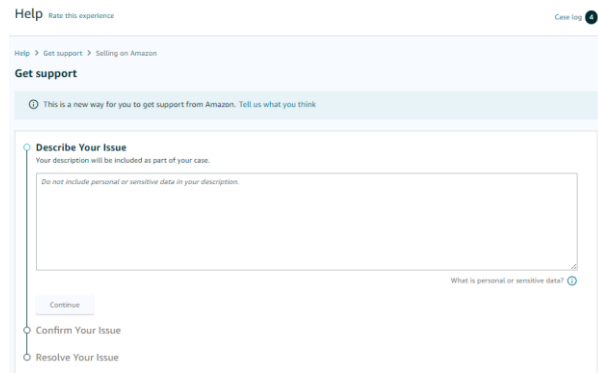 Help Rate this experience
Case log 4
Help > Get support > Selling on Amazon
Get support
This is a new way for you to get support from Amazon. Tell us what you think
Describe Your Issue
Your description will be included as part of your case.
Do not include personal or sensitive data in your description.
What is personal or sensitive data?
Continue
Confirm Your Issue
Resolve Your Issue